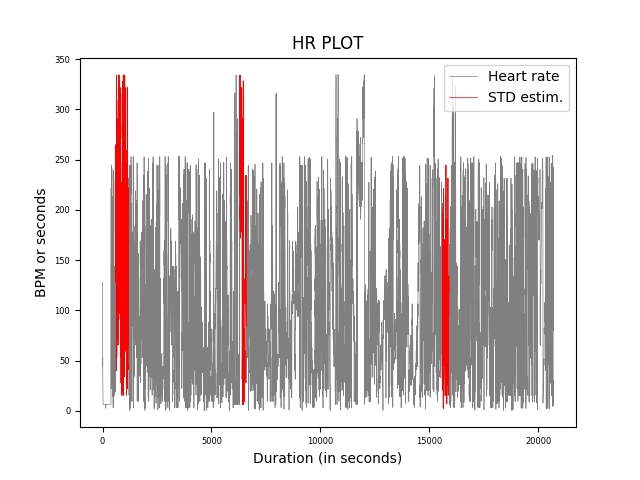 HR PLOT
Heart rate
STD estim.
BPM or seconds
350
300
250
200
150
100
50
0
0 5000 10000 15000 20000
Duration (in seconds)